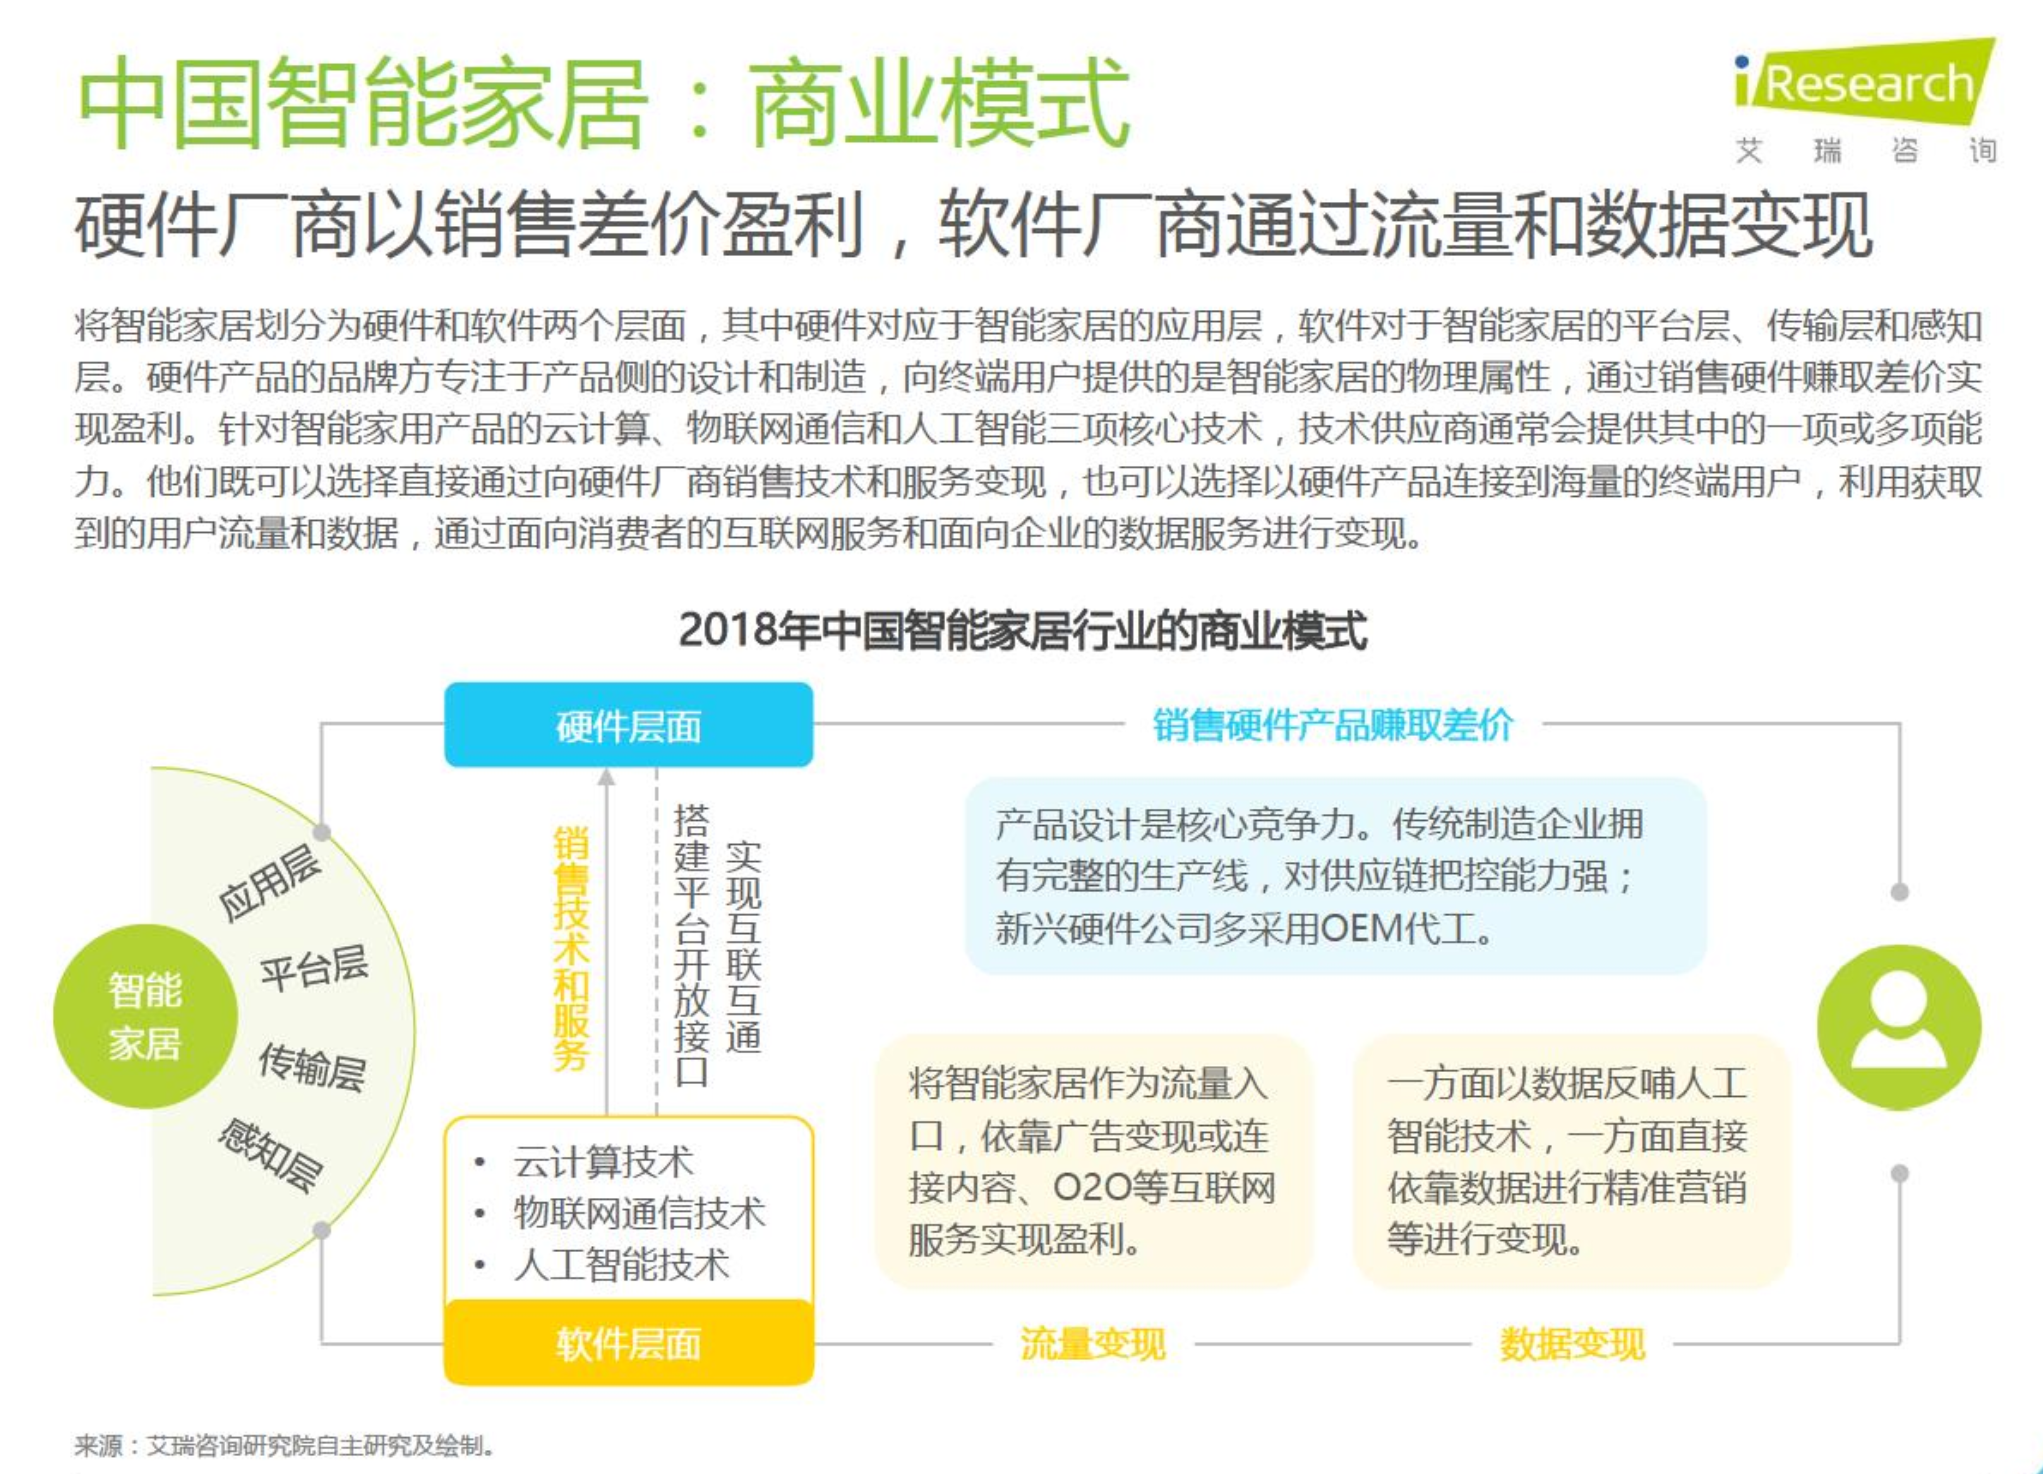 中国智能家居：商业模式
iResearch
艾瑞咨询
硬件厂商以销售差价盈利，软件厂商通过流量和数据变现
将智能家居划分为硬件和软件两个层面，其中硬件对应于智能家居的应用层，软件对于智能家居的平台层、传输层和感知
层。硬件产品的品牌方专注于产品侧的设计和制造，向终端用户提供的是智能家居的物理属性，通过销售硬件赚取差价实
现盈利。针对智能家用产品的云计算、物联网通信和人工智能三项核心技术，技术供应商通常会提供其中的一项或多项能
力。他们既可以选择直接通过向硬件厂商销售技术和服务变现，也可以选择以硬件产品连接到海量的终端用户，利用获取
到的用户流量和数据，通过面向消费者的互联网服务和面向企业的数据服务进行变现。
2018年中国智能家居行业的商业模式
硬件层面
销售硬件产品赚取差价
智能
家居
应用层
平台层
传输层
感知层
销售技术和服务
搭建平台开放接口
实现互联互通
产品设计是核心竞争力。传统制造企业拥
有完整的生产线，对供应链把控能力强；
新兴硬件公司多采用OEM代工。
• 云计算技术
• 物联网通信技术
• 人工智能技术
软件层面
将智能家居作为流量入
口，依靠广告变现或连
接内容、O2O等互联网
服务实现盈利。
一方面以数据反哺人工
智能技术，一方面直接
依靠数据进行精准营销
等进行变现。
流量变现
数据变现
来源：艾瑞咨询研究院自主研究及绘制。